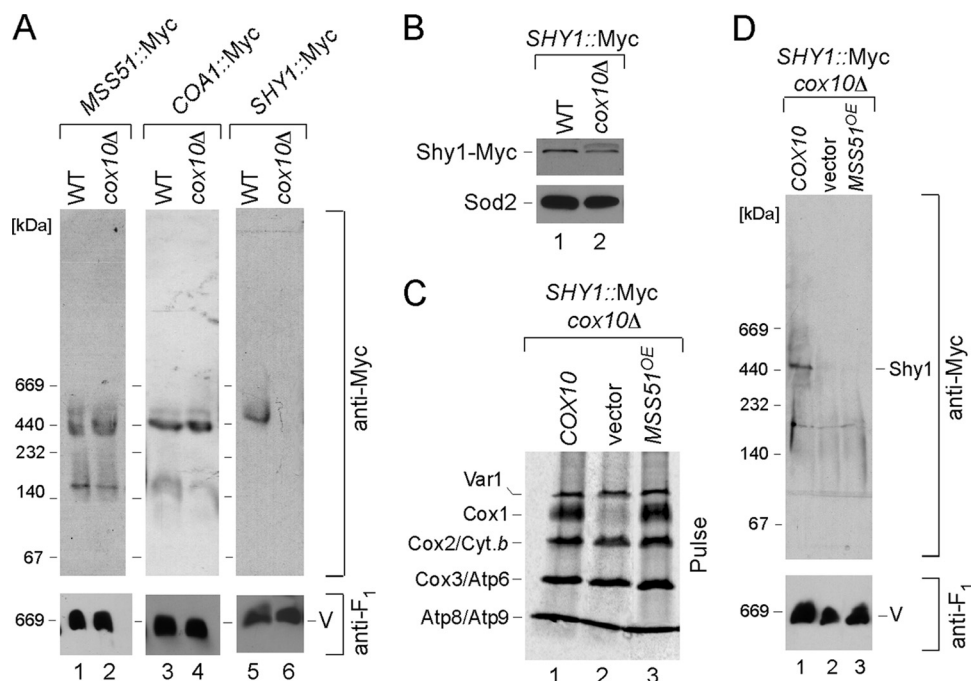 A
MSS51::Myc
COA1::Myc
SHY1::Myc
WT
cox10Δ
WT
cox10Δ
WT
cox10Δ
[kDa]
669
440
232
140
67
anti-Myc
669
V
anti-F1
1 2 3 4 5 6
B
SHY1::Myc
WT
cox10Δ
Shy1-Myc
Sod2
1 2
C
SHY1::Myc
cox10Δ
COX10
vector
MSS51OE
Var1
Cox1
Cox2/Cyt.b
Cox3/Atp6
Atp8/Atp9
Pulse
1 2 3
D
SHY1::Myc
cox10Δ
COX10
vector
MSS51OE
[kDa]
669
440
232
140
67
Shy1
anti-Myc
669
V
anti-F1
1 2 3